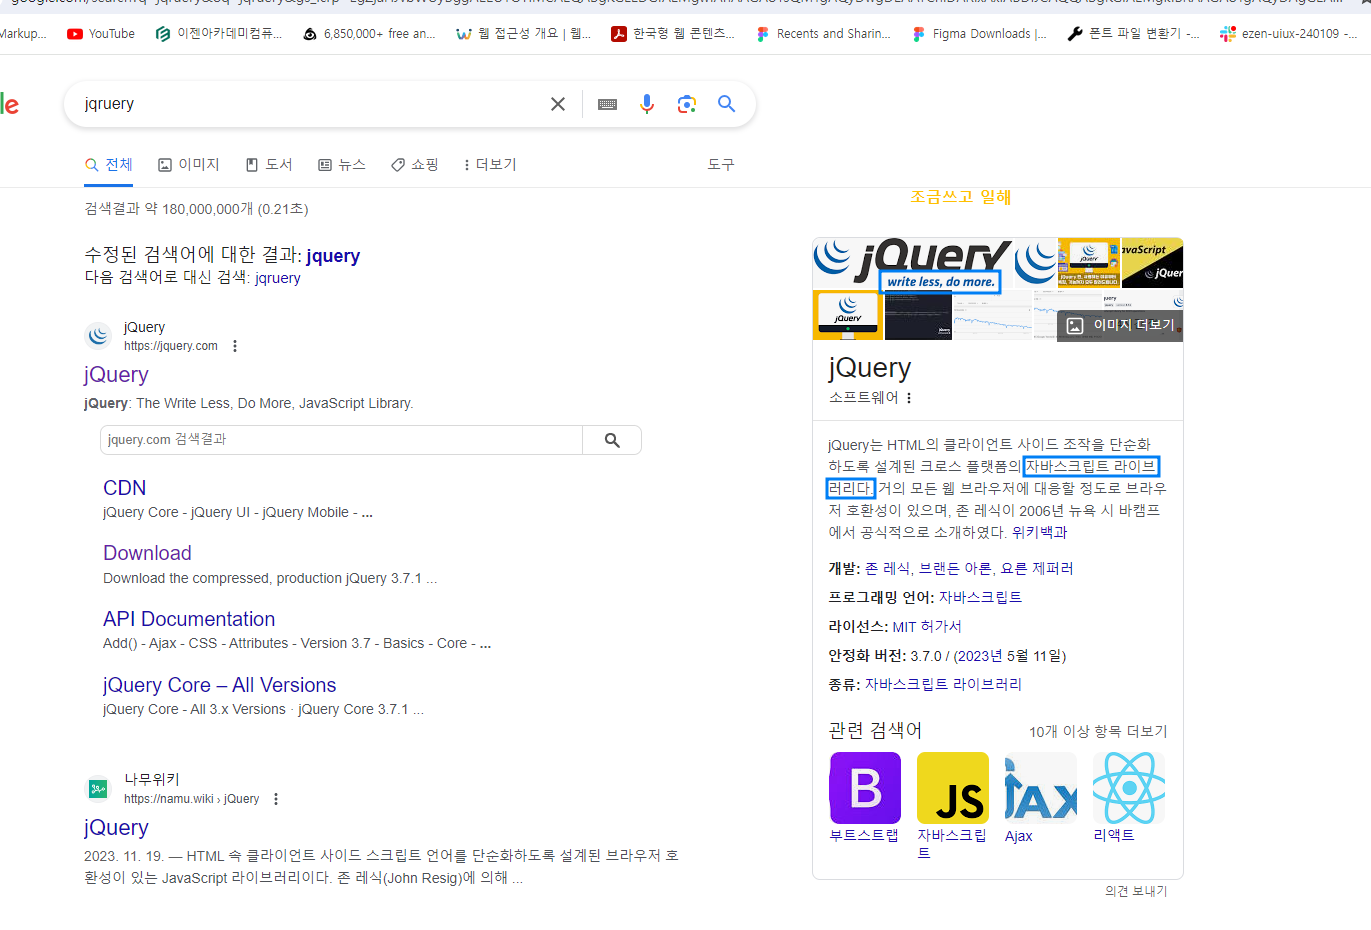 YouTube
이젠아카데미컴퓨...
6,850,000+ free an...
웹 접근성 개요 | 웹...
한국형 웹 콘텐츠...
Recents and Sharin...
Figma Downloads |...
폰트 파일 변환기 -...
ezen-uiux-240109 -...
jqruery
전체
이미지
도서
뉴스
쇼핑
더보기
도구
조금쓰고 일해
검색결과 약 180,000,000개 (0.21초)
수정된 검색어에 대한 결과: jquery
다음 검색어로 대신 검색: jqruery
jQuery
https://jquery.com
jQuery
jQuery: The Write Less, Do More, JavaScript Library.
jquery.com 검색결과
CDN
jQuery Core - jQuery UI - jQuery Mobile - ...
Download
Download the compressed, production jQuery 3.7.1 ...
API Documentation
Add() - Ajax - CSS - Attributes - Version 3.7 - Basics - Core - ...
jQuery Core – All Versions
jQuery Core - All 3.x Versions · jQuery Core 3.7.1 ...
나무위키
https://namu.wiki › jQuery
jQuery
2023. 11. 19. — HTML 속 클라이언트 사이드 스크립트 언어를 단순화하도록 설계된 브라우저 호
환성이 있는 JavaScript 라이브러리이다. 존 레식(John Resig)에 의해 ...
jQuery
write less, do more.
이미지 더보기
jQuery
소프트웨어
jQuery는 HTML의 클라이언트 사이드 조작을 단순화
하도록 설계된 크로스 플랫폼의 자바스크립트 라이브
러리다. 거의 모든 웹 브라우저에 대응할 정도로 브라우
저 호환성이 있으며, 존 레식이 2006년 뉴욕 시 바캠프
에서 공식적으로 소개하였다. 위키백과
개발: 존 레식, 브랜든 아론, 요른 제퍼러
프로그래밍 언어: 자바스크립트
라이선스: MIT 허가서
안정화 버전: 3.7.0 / (2023년 5월 11일)
종류: 자바스크립트 라이브러리
관련 검색어
10개 이상 항목 더보기
부트스트랩
자바스크립
트
Ajax
리액트
의견 보내기